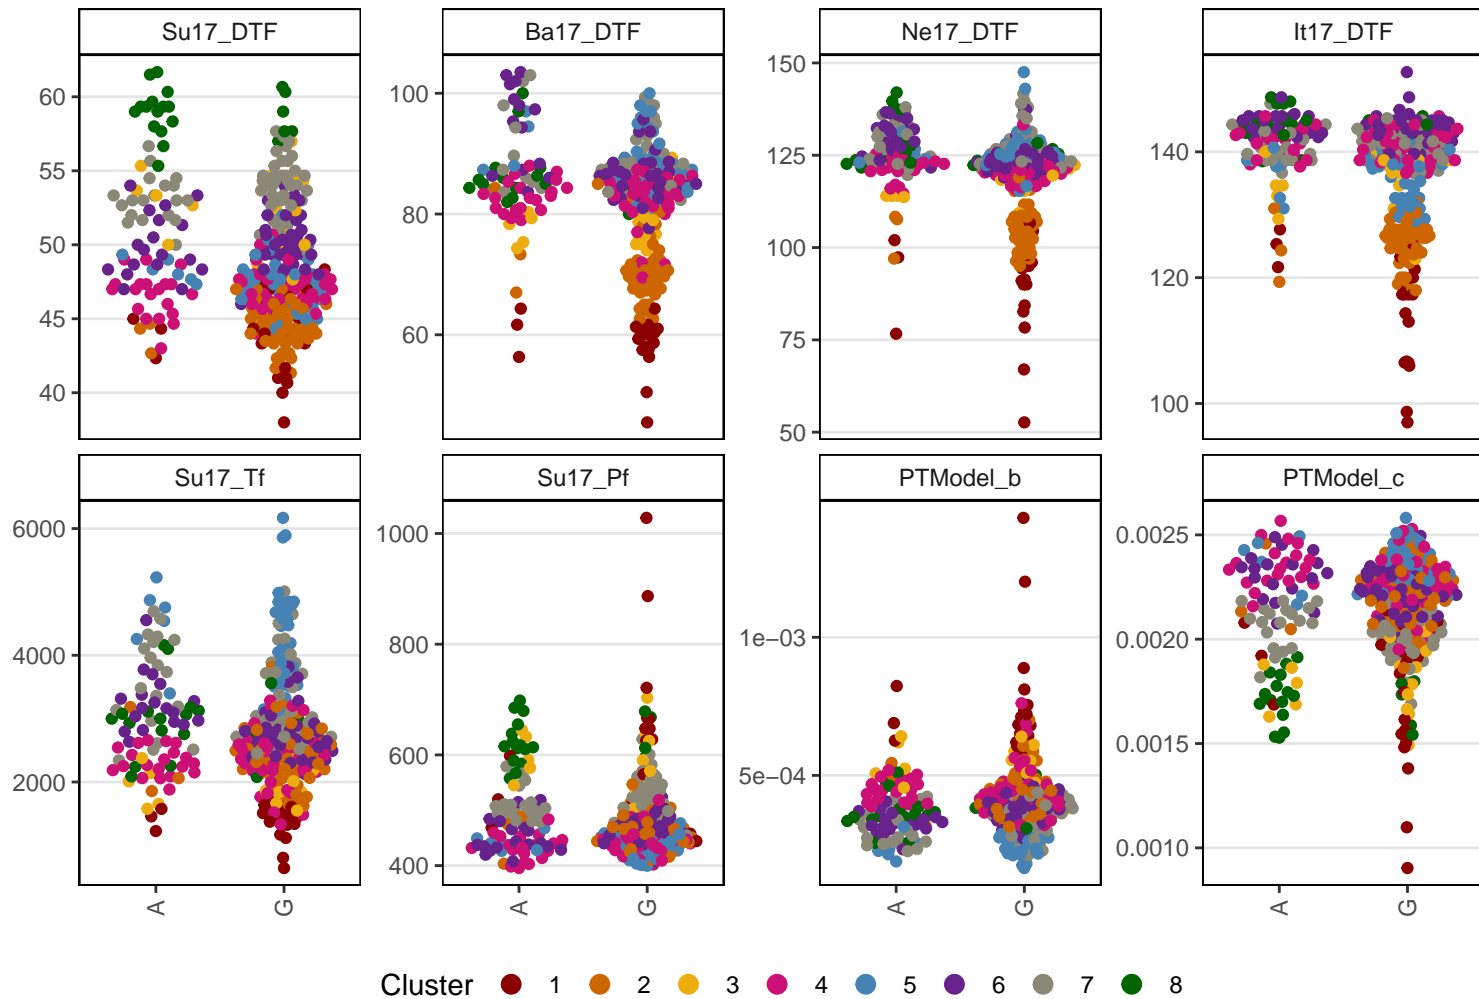 Su17_DTF Ba17_DTF Ne17_DTF It17_DTF
60 55 50 45 40
100 80 60
150 125 100 75 50
140 120 100
Su17_Tf Su17_Pf PTModel_b PTModel_c
6000 4000 2000
1000 800 600 400
1e−03 5e−04
0.0025 0.0020 0.0015 0.0010
A G A G A G A G
Cluster 1 2 3 4 5 6 7 8